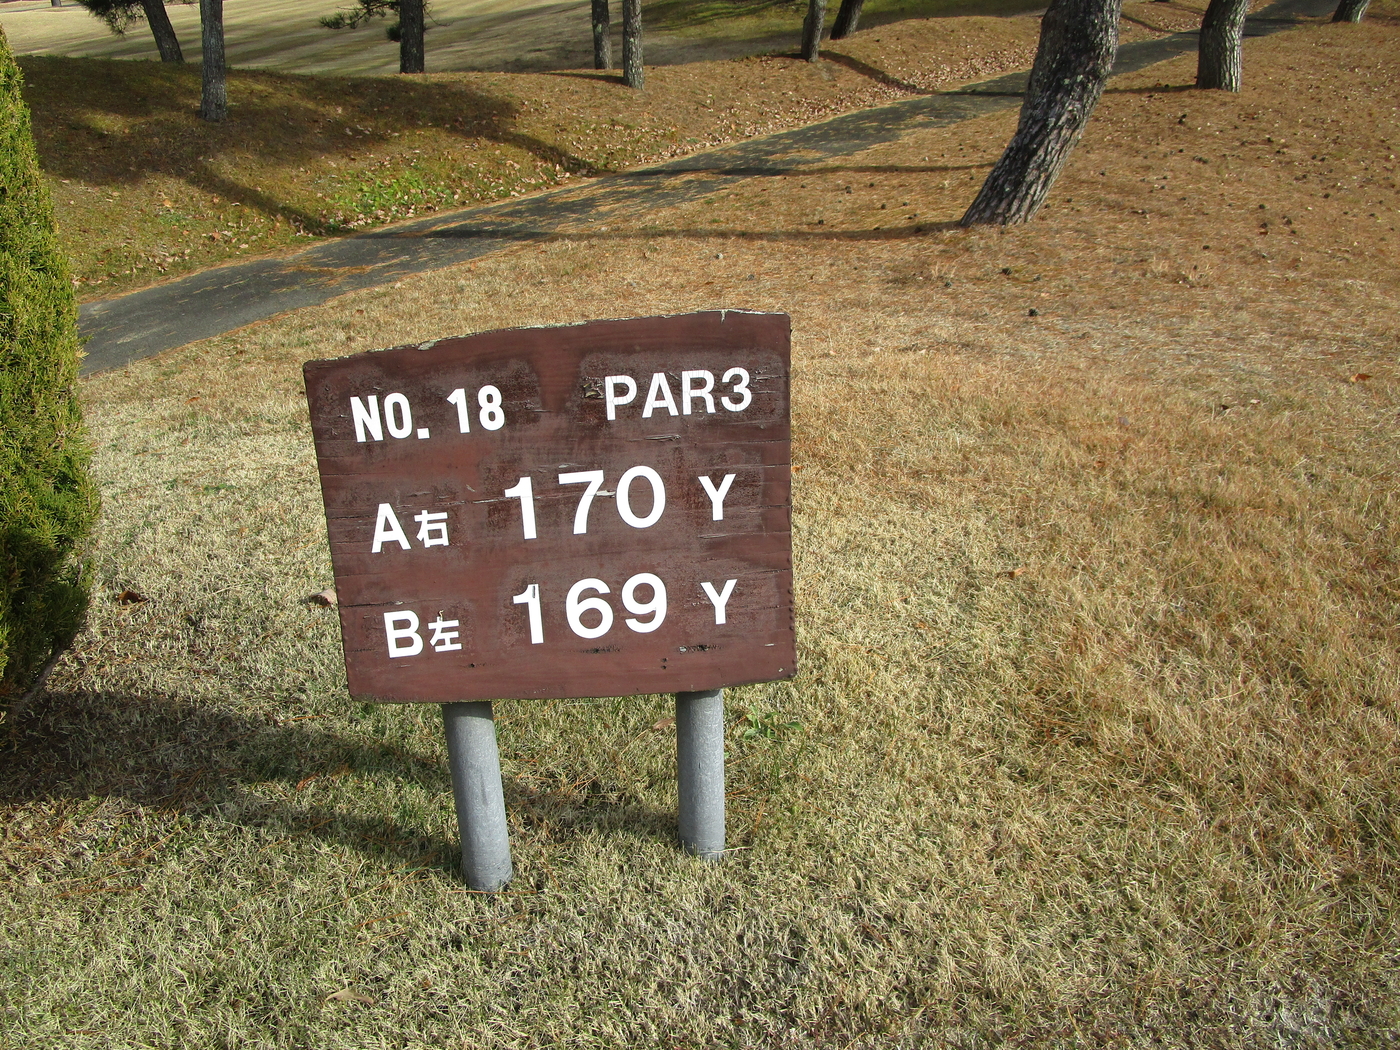 NO. 18 PAR3
A右 170 Y
B左 169 Y